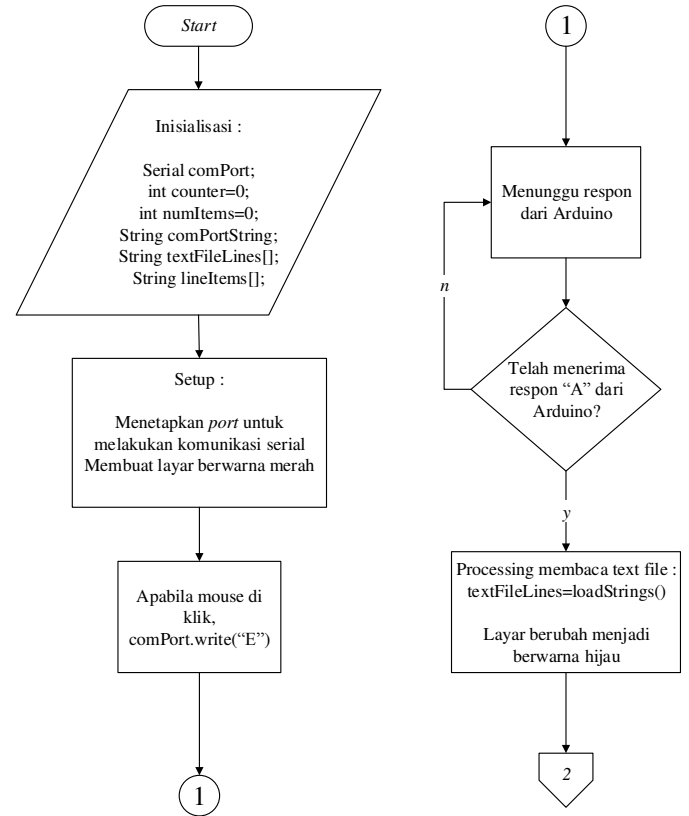 Start
Inisialisasi :
Serial comPort;
int counter=0;
int numItems=0;
String comPortString;
String textFileLines[];
String lineItems[];
Setup :
Menetapkan port untuk
melakukan komunikasi serial
Membuat layar berwarna merah
Apabila mouse di
klik,
comPort.write(“E”)
1
1
Menunggu respon
dari Arduino
n
Telah menerima
respon “A” dari
Arduino?
y
Processing membaca text file :
textFileLines=loadStrings()
Layar berubah menjadi
berwarna hijau
2